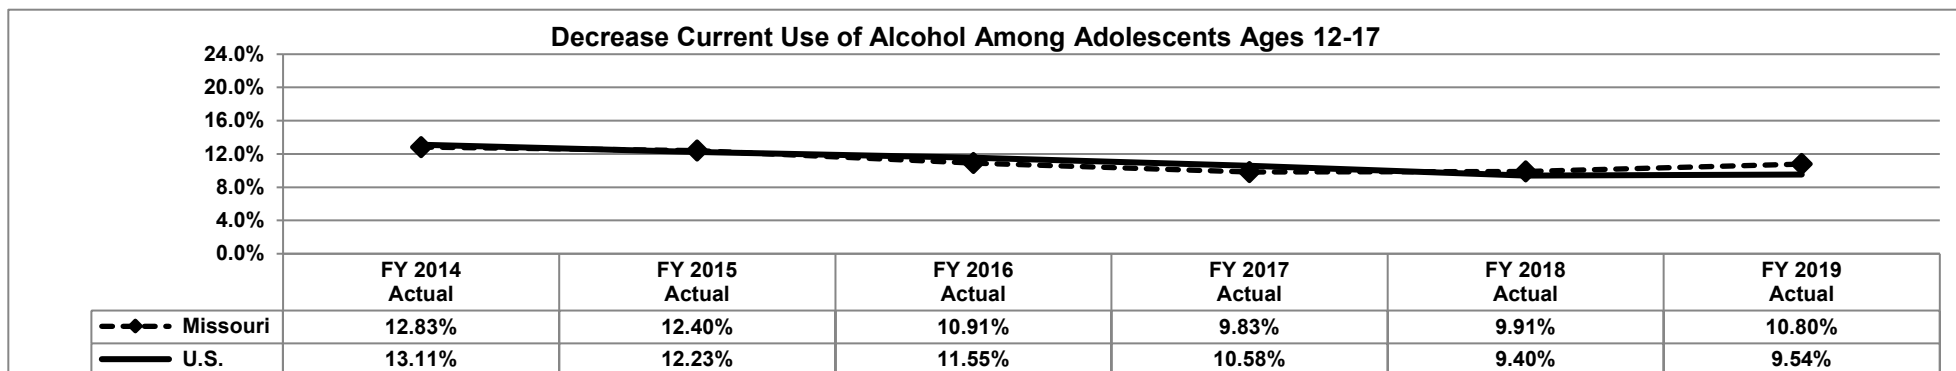 Decrease Current Use of Alcohol Among Adolescents Ages 12-17
24.0%
20.0%
16.0%
12.0%
8.0%
4.0%
0.0%
FY 2014 FY 2015 FY 2016 FY 2017 FY 2018 FY 2019
Actual Actual Actual Actual Actual Actual
Missouri 12.83% 12.40% 10.91% 9.83% 9.91% 10.80%
U.S. 13.11% 12.23% 11.55% 10.58% 9.40% 9.54%